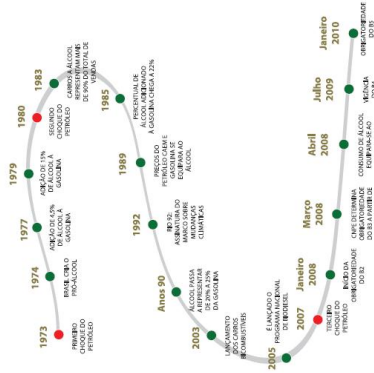 1973
PRIMEIRO
CHOQUE DO
PETRÓLEO
1974
BRASIL CRIA O
PRÓ-ÁLCOOL
1977
ADIÇÃO DE 4,5%
DE ÁLCOOL À
GASOLINA
1979
ADIÇÃO DE 15%
DE ÁLCOOL À
GASOLINA
1980
SEGUNDO
CHOQUE DO
PETRÓLEO
1983
CARROS A ÁLCOOL
REPRESENTAM MAIS
DE 90% DO TOTAL DE
VENDAS
1985
PERCENTUAL DE
ÁLCOOL ADICIONADO
À GASOLINA CHEGA A 22%
1989
PREÇOS DO
PETRÓLEO CAEM E
GASOLINA SE
EQUIPARA AO
ÁLCOOL
1992
RIO 92:
ASSINATURA DO
MARCO SOBRE
MUDANÇAS
CLIMÁTICAS
Anos 90
ÁLCOOL PASSA
A REPRESENTAR
DE 20% A 25%
DA GASOLINA
2003
LANÇAMENTO
DOS CARROS
BICOMBUSTÍVEIS
2005
É LANÇADO O
PROGRAMA NACIONAL
DE BIODIESEL
2007
TERCEIRO
CHOQUE DO
PETRÓLEO
Janeiro
2008
INÍCIO DA
OBRIGATORIEDADE
DO B2
Março
2008
CNPE DETERMINA
OBRIGATORIEDADE
DO B3 A PARTIR DE
Abril
2008
CONSUMO DE ÁLCOOL
EQUIPARA-SE AO
Julho
2009
VIGÊNCIA
Janeiro
2010
OBRIGATORIEDADE
DO B5